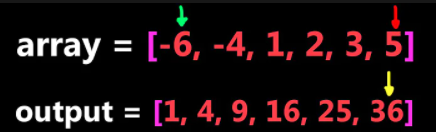 array = [-6, -4, 1, 2, 3, 5]
output = [1, 4, 9, 16, 25, 36]